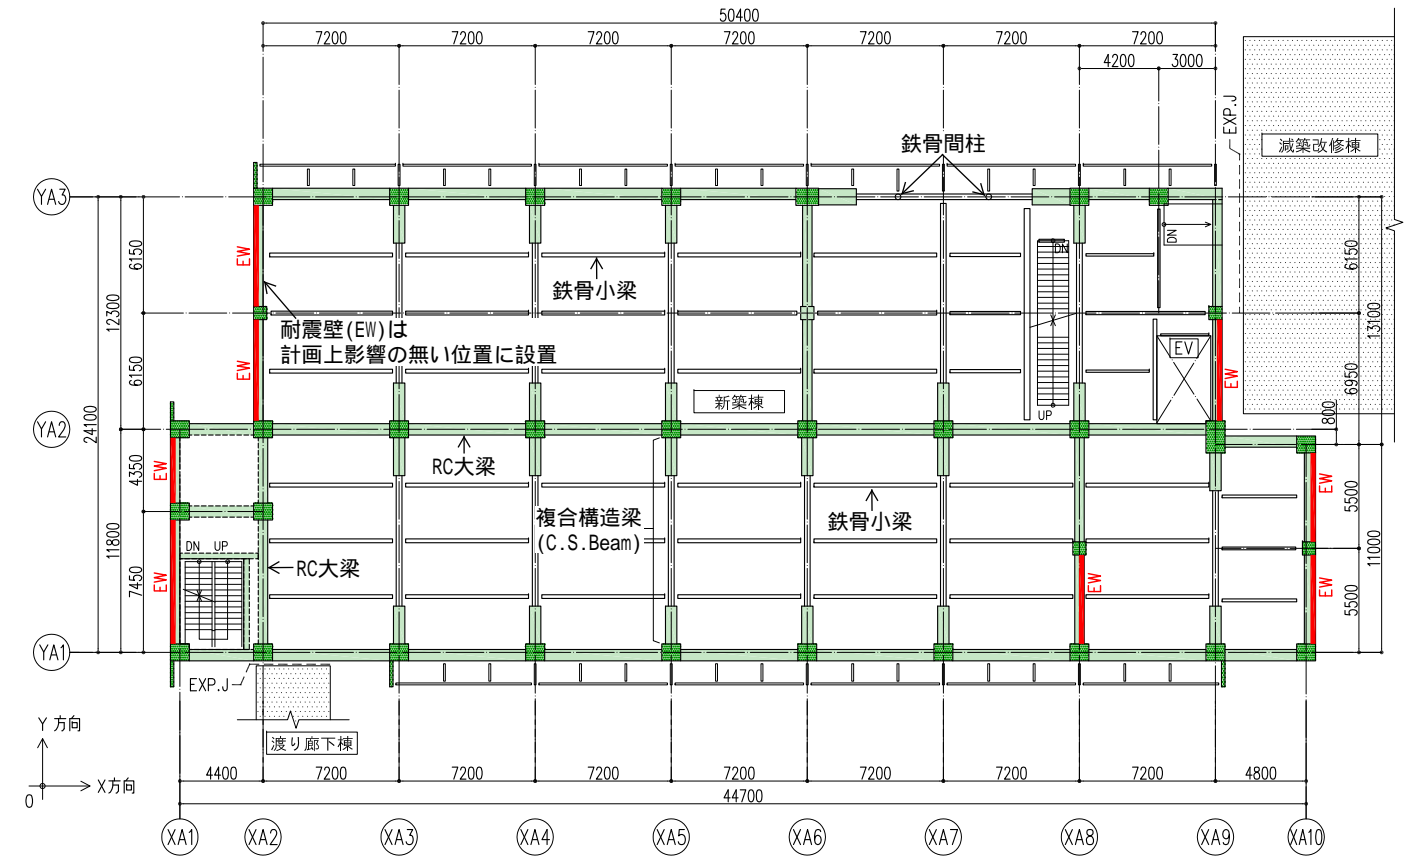 50400
7200 7200 7200 7200 7200 7200 7200
4200 3000
EXP.J
減築改修棟
鉄骨間柱
YA3
DN
DN
6150
EW
鉄骨小梁
6150
12300
13100
耐震壁(EW)は
計画上影響の無い位置に設置
EV
6150
EW
EW
6950
新築棟
UP
800
24100
YA2
RC大梁
4350
EW
EW
5500
鉄骨小梁
複合構造梁
(C.S.Beam)
11800
11000
DN UP
RC大梁
7450
EW
EW
EW
5500
YA1
EXP.J
渡り廊下棟
Y 方向
X方向
O
4400 7200 7200 7200 7200 7200 7200 7200 4800
44700
XA1 XA2 XA3 XA4 XA5 XA6 XA7 XA8 XA9 XA10